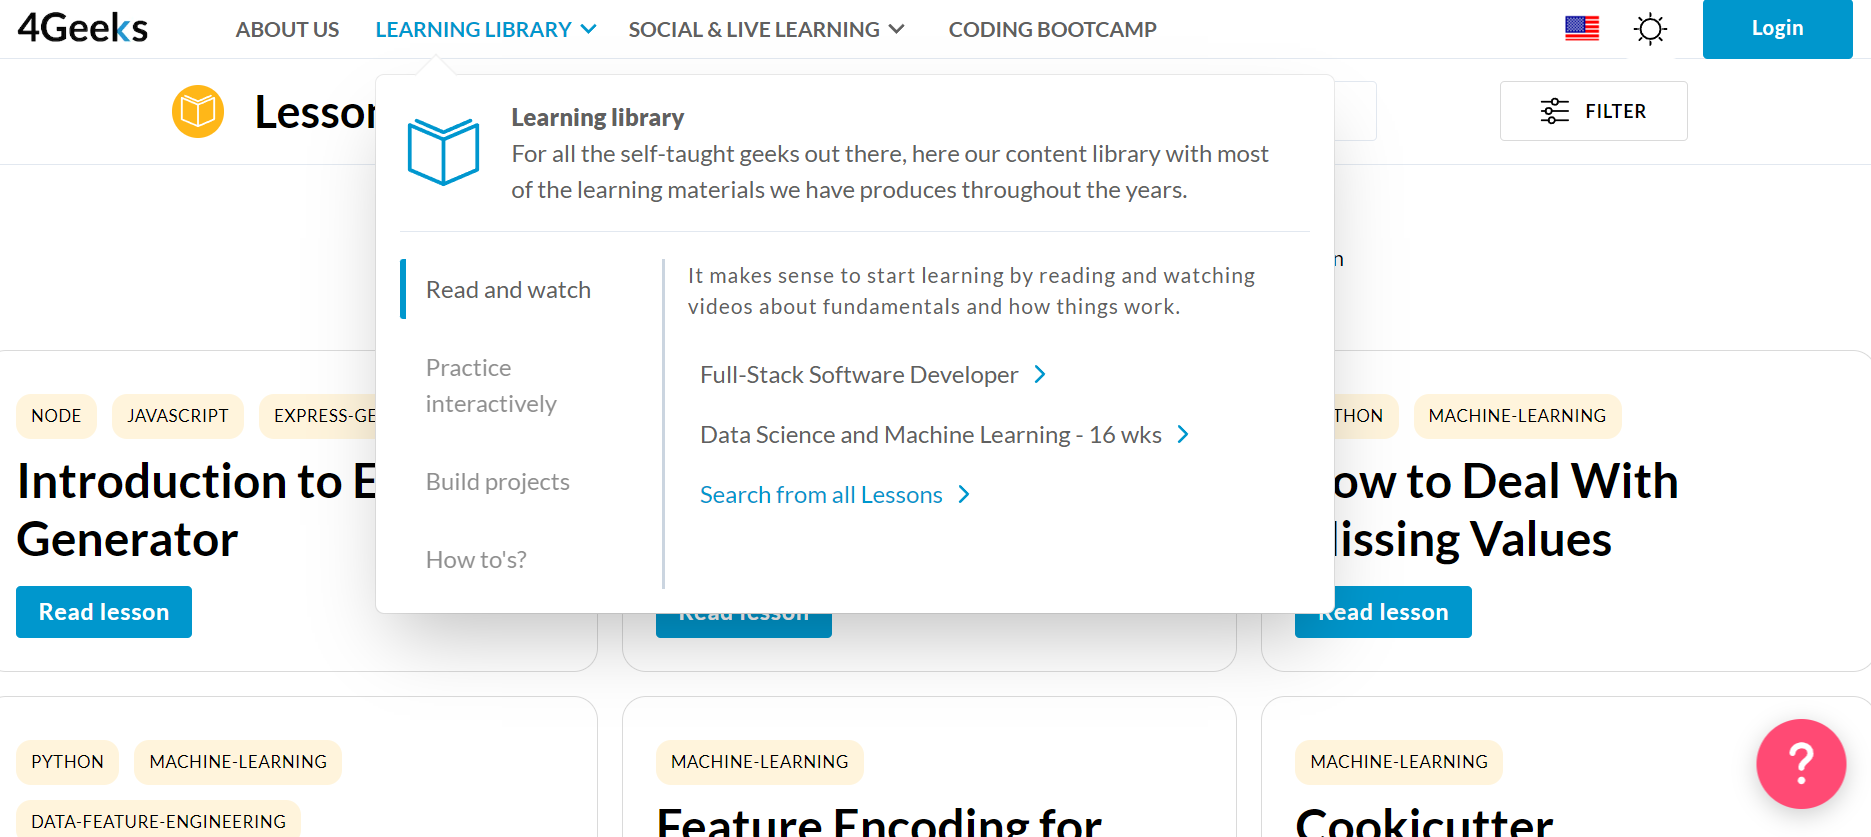 4Geeks
ABOUT US
LEARNING LIBRARY
SOCIAL & LIVE LEARNING
CODING BOOTCAMP
Login
Lesson
FILTER
Learning library
For all the self-taught geeks out there, here our content library with most
of the learning materials we have produces throughout the years.
Read and watch
Practice
interactively
Build projects
How to's?
It makes sense to start learning by reading and watching
videos about fundamentals and how things work.
Full-Stack Software Developer
Data Science and Machine Learning - 16 wks
Search from all Lessons
n
NODE
JAVASCRIPT
EXPRESS-GE
Introduction to E
Generator
Read lesson
Read lesson
THON
MACHINE-LEARNING
ow to Deal With
issing Values
Read lesson
PYTHON
MACHINE-LEARNING
DATA-FEATURE-ENGINEERING
MACHINE-LEARNING
Feature Encoding for
MACHINE-LEARNING
Cookicutter
?